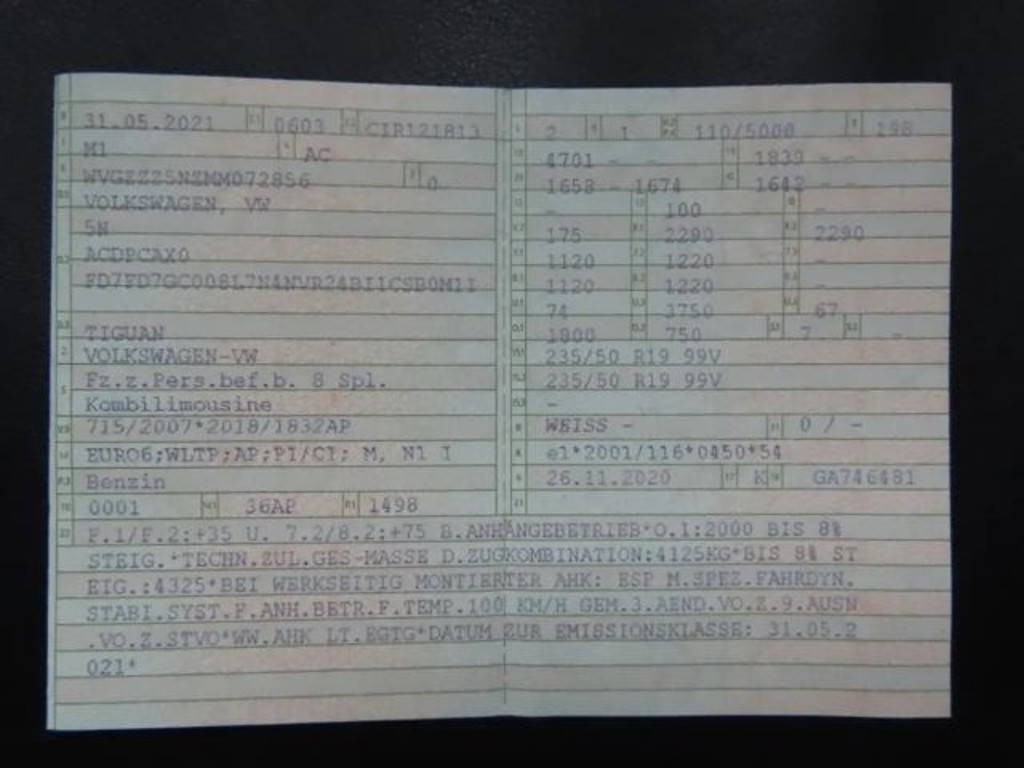 31.05.2021 0603 CIR121813
M1 AC
WVGZZZ5NZMM072856 0
VOLKSWAGEN, VW
5N
ACDPCAX0
FD7FD7GC008L7N4NVR24BI1CSB0M1I
TIGUAN
VOLKSWAGEN-VW
Fz.z.Pers.bef.b. 8 Spl.
Kombilimousine
715/2007*2018/1832AP
EURO6;WLTP;AP;PI/CI; M, N1 I
Benzin
0001 36AP 1498
2 1 110/5000 198
4701 - - 1839 - -
1658 - 1674 1642 - -
- 100 -
175 2290 2290
1120 1220 -
1120 1220 -
74 3750 67
1800 750 7 -
235/50 R19 99V
235/50 R19 99V
-
WEISS - 0 / -
e1*2001/116*0450*54
26.11.2020 K GA746481
F.1/F.2:+35 U. 7.2/8.2:+75 B.ANHÄNGEBETRIEB*O.1:2000 BIS 8%
STEIG.*TECHN.ZUL.GES-MASSE D.ZUGKOMBINATION:4125KG*BIS 8% ST
EIG.:4325*BEI WERKSEITIG MONTIERTER AHK: ESP M.SPEZ.FAHRDYN.
STABI.SYST.F.ANH.BETR.F.TEMP.100 KM/H GEM.3.AEND.VO.Z.9.AUSN
.VO.Z.STVO*WW.AHK LT.EGTG*DATUM ZUR EMISSIONSKLASSE: 31.05.2
021*